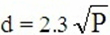 d = 2.3 √P